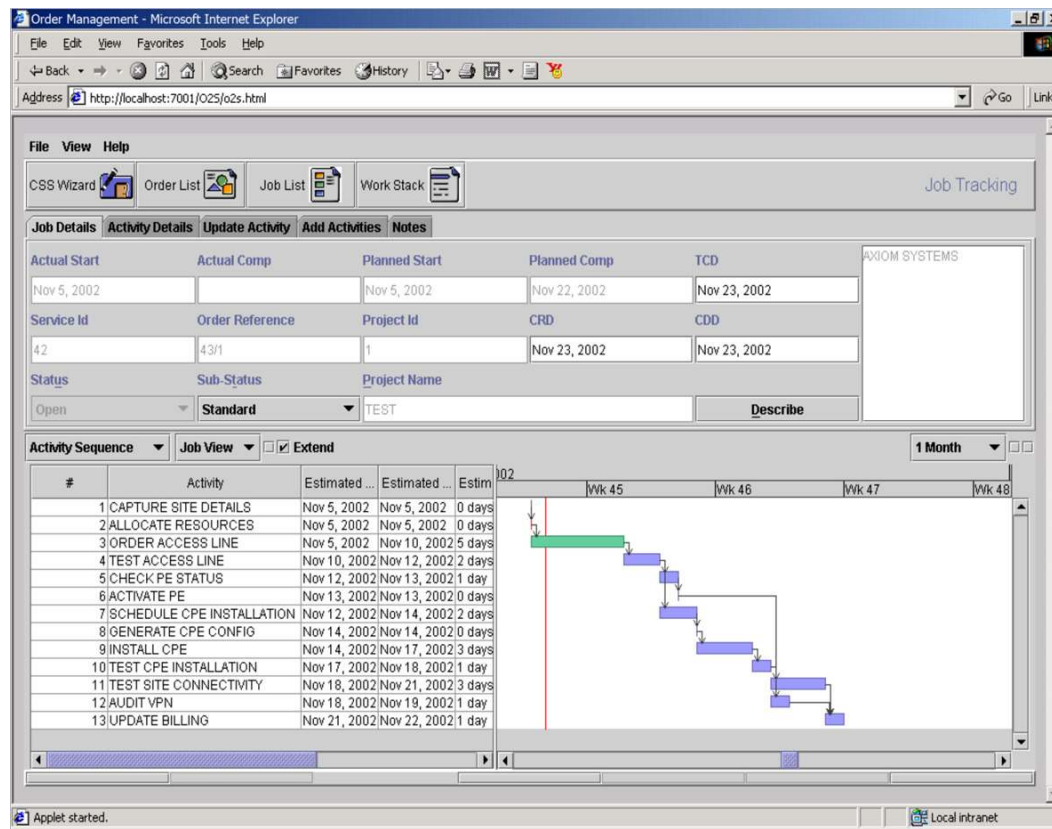 Order Management - Microsoft Internet Explorer
File Edit View Favorites Tools Help
Back Search Favorites History
Address http://localhost:7001/O2S/o2s.html Go Link
File View Help
CSS Wizard Order List Job List Work Stack Job Tracking
Job Details Activity Details Update Activity Add Activities Notes
Actual Start Actual Comp Planned Start Planned Comp TCD AXIOM SYSTEMS
Nov 5, 2002 Nov 5, 2002 Nov 22, 2002 Nov 23, 2002
Service Id Order Reference Project Id CRD CDD
42 43/1 1 Nov 23, 2002 Nov 23, 2002
Status Sub-Status Project Name
Open Standard TEST Describe
Activity Sequence Job View Extend 1 Month
# Activity Estimated ... Estimated ... Estim 002
Wk 45 Wk 46 Wk 47 Wk 48
1 CAPTURE SITE DETAILS Nov 5, 2002 Nov 5, 2002 0 days
2 ALLOCATE RESOURCES Nov 5, 2002 Nov 5, 2002 0 days
3 ORDER ACCESS LINE Nov 5, 2002 Nov 10, 2002 5 days
4 TEST ACCESS LINE Nov 10, 2002 Nov 12, 2002 2 days
5 CHECK PE STATUS Nov 12, 2002 Nov 13, 2002 1 day
6 ACTIVATE PE Nov 13, 2002 Nov 13, 2002 0 days
7 SCHEDULE CPE INSTALLATION Nov 12, 2002 Nov 14, 2002 2 days
8 GENERATE CPE CONFIG Nov 14, 2002 Nov 14, 2002 0 days
9 INSTALL CPE Nov 14, 2002 Nov 17, 2002 3 days
10 TEST CPE INSTALLATION Nov 17, 2002 Nov 18, 2002 1 day
11 TEST SITE CONNECTIVITY Nov 18, 2002 Nov 21, 2002 3 days
12 AUDIT VPN Nov 18, 2002 Nov 19, 2002 1 day
13 UPDATE BILLING Nov 21, 2002 Nov 22, 2002 1 day
Applet started. Local intranet